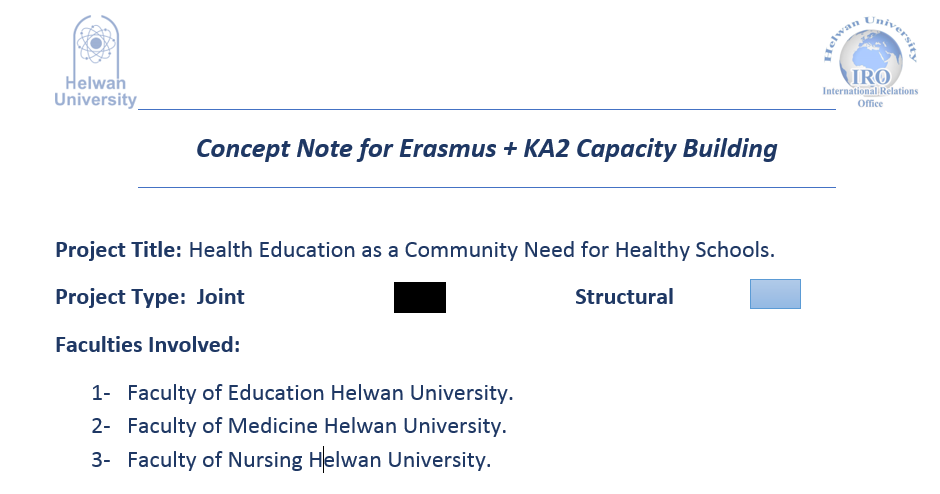 Helwan
University
Helwan University
IRO
International Relations
Office
Concept Note for Erasmus + KA2 Capacity Building
Project Title: Health Education as a Community Need for Healthy Schools.
Project Type: Joint Structural
Faculties Involved:
1- Faculty of Education Helwan University.
2- Faculty of Medicine Helwan University.
3- Faculty of Nursing Helwan University.